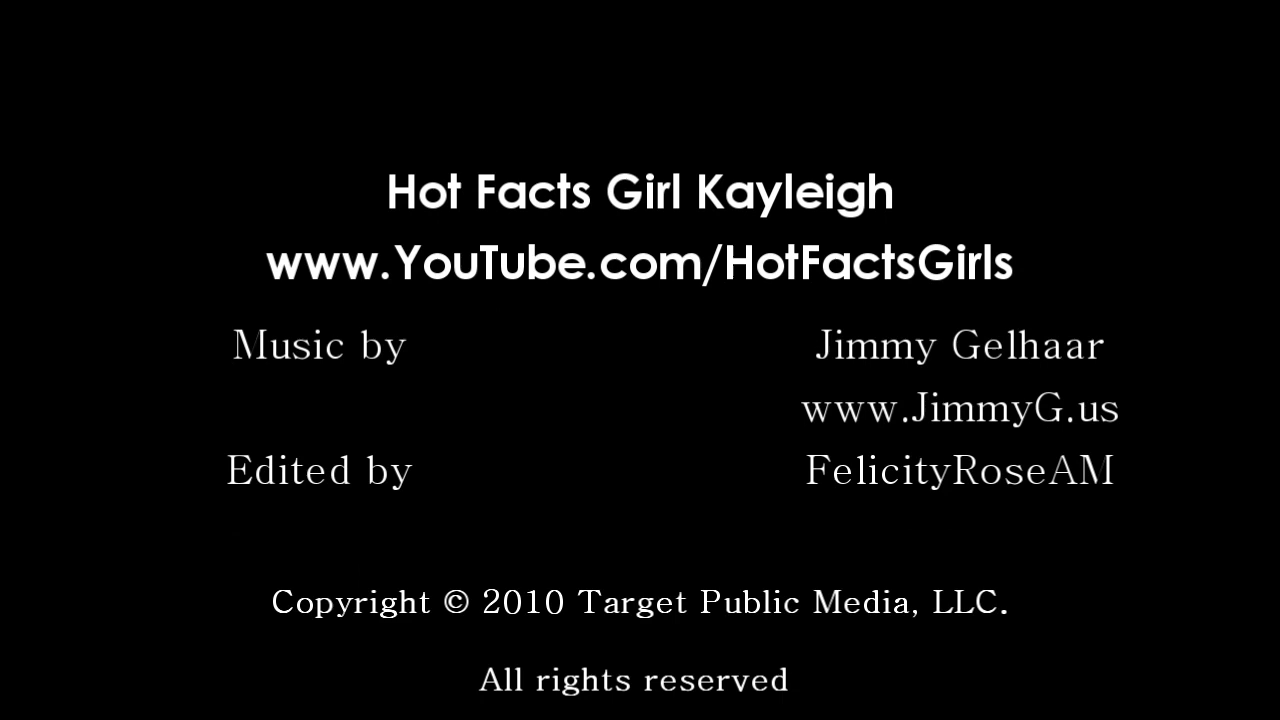 Hot Facts Girl Kayleigh
www.YouTube.com/HotFactsGirls
Music by Jimmy Gelhaar
www.JimmyG.us
Edited by FelicityRoseAM
Copyright © 2010 Target Public Media, LLC.
All rights reserved